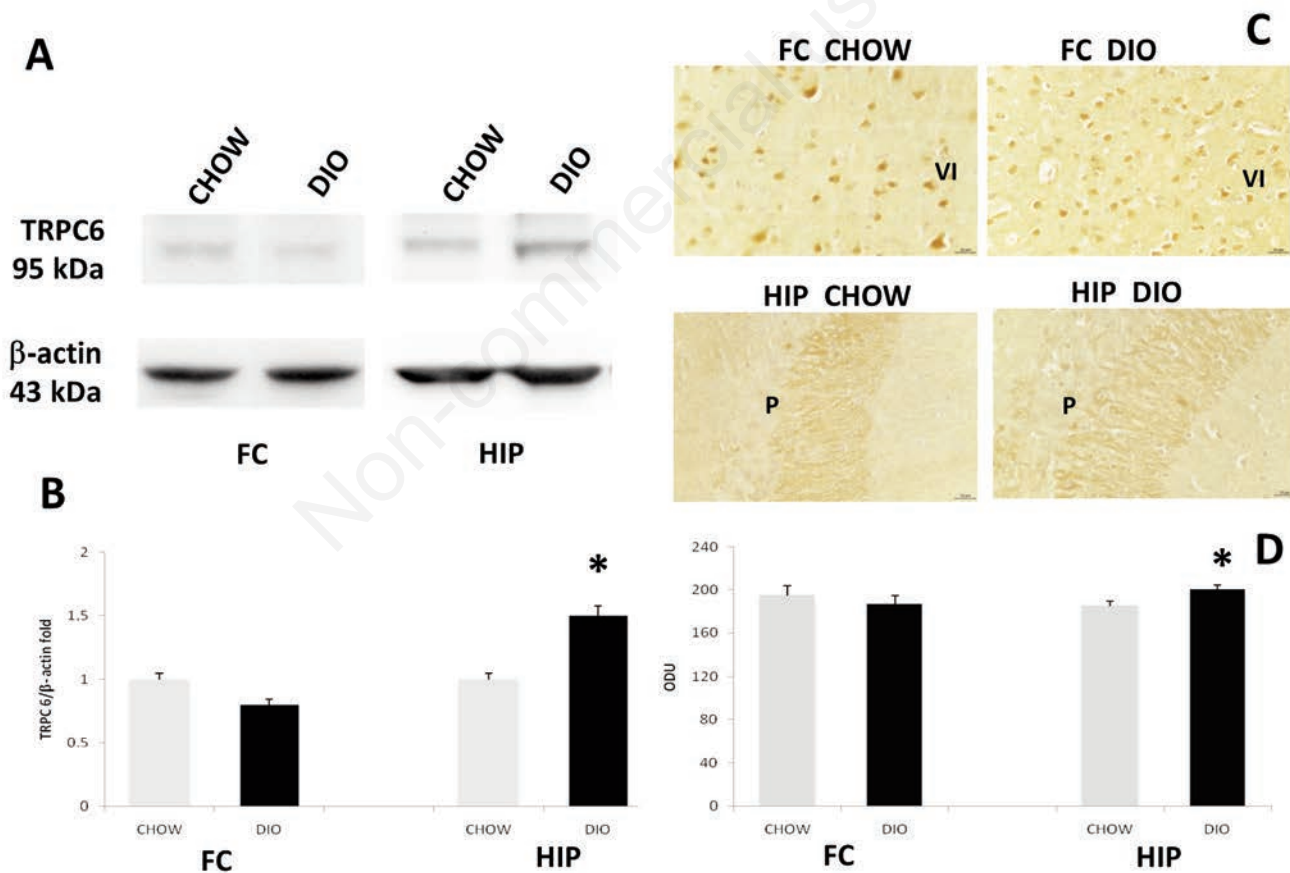 A
CHOW
DIO
CHOW
DIO
TRPC6
95 kDa
β-actin
43 kDa
FC
HIP
C
FC CHOW
FC DIO
VI
VI
HIP CHOW
HIP DIO
P
P
B
2
1.5
1
0.5
0
TRPC 6/β-actin fold
*
CHOW
DIO
CHOW
DIO
FC
HIP
D
240
200
160
120
80
40
0
ODU
*
CHOW
DIO
CHOW
DIO
FC
HIP
Non-commercial us